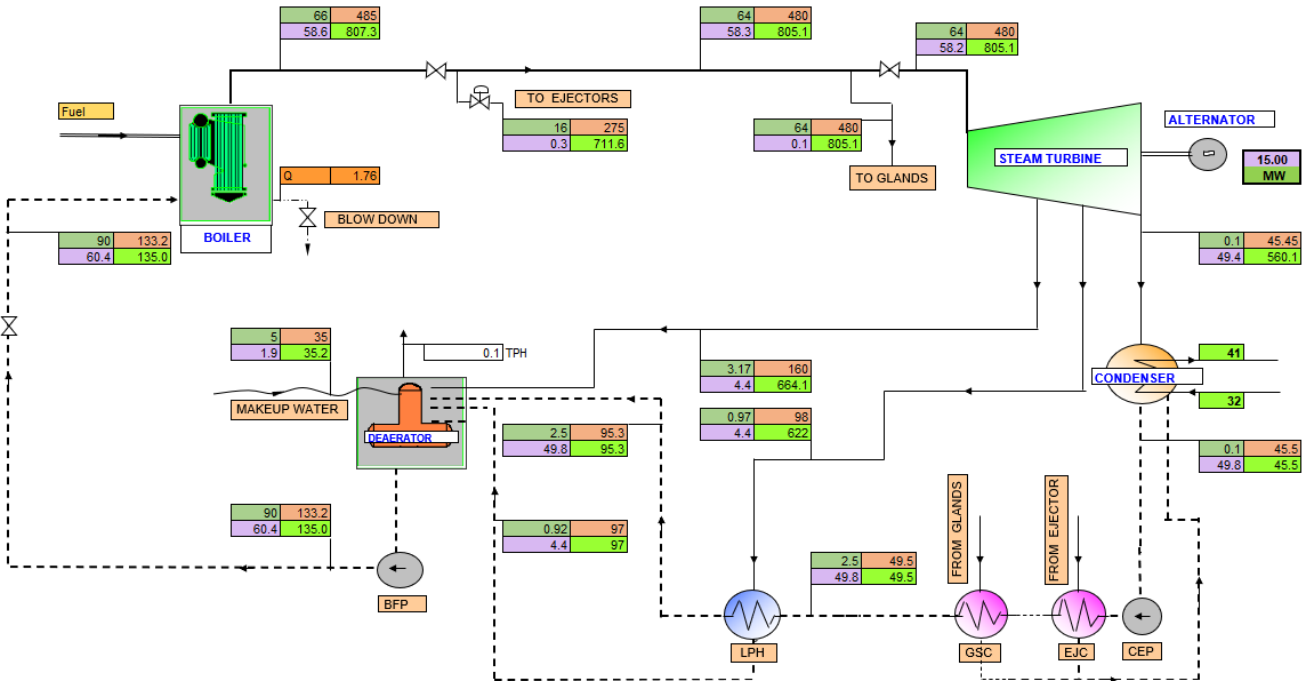 66 485
58.6 807.3
64 480
58.3 805.1
64 480
58.2 805.1
Fuel
TO EJECTORS
16 275
0.3 711.6
64 480
0.1 805.1
TO GLANDS
STEAM TURBINE
ALTERNATOR
15.00
MW
Q 1.76
BLOW DOWN
BOILER
90 133.2
60.4 135.0
0.1 45.45
49.4 560.1
5 35
1.9 35.2
0.1 TPH
MAKEUP WATER
DEAERATOR
3.17 160
4.4 664.1
0.97 98
4.4 622
41
CONDENSER
32
2.5 95.3
49.8 95.3
0.1 45.5
49.8 45.5
90 133.2
60.4 135.0
0.92 97
4.4 97
FROM GLANDS
FROM EJECTOR
2.5 49.5
49.8 49.5
BFP
LPH
GSC
EJC
CEP